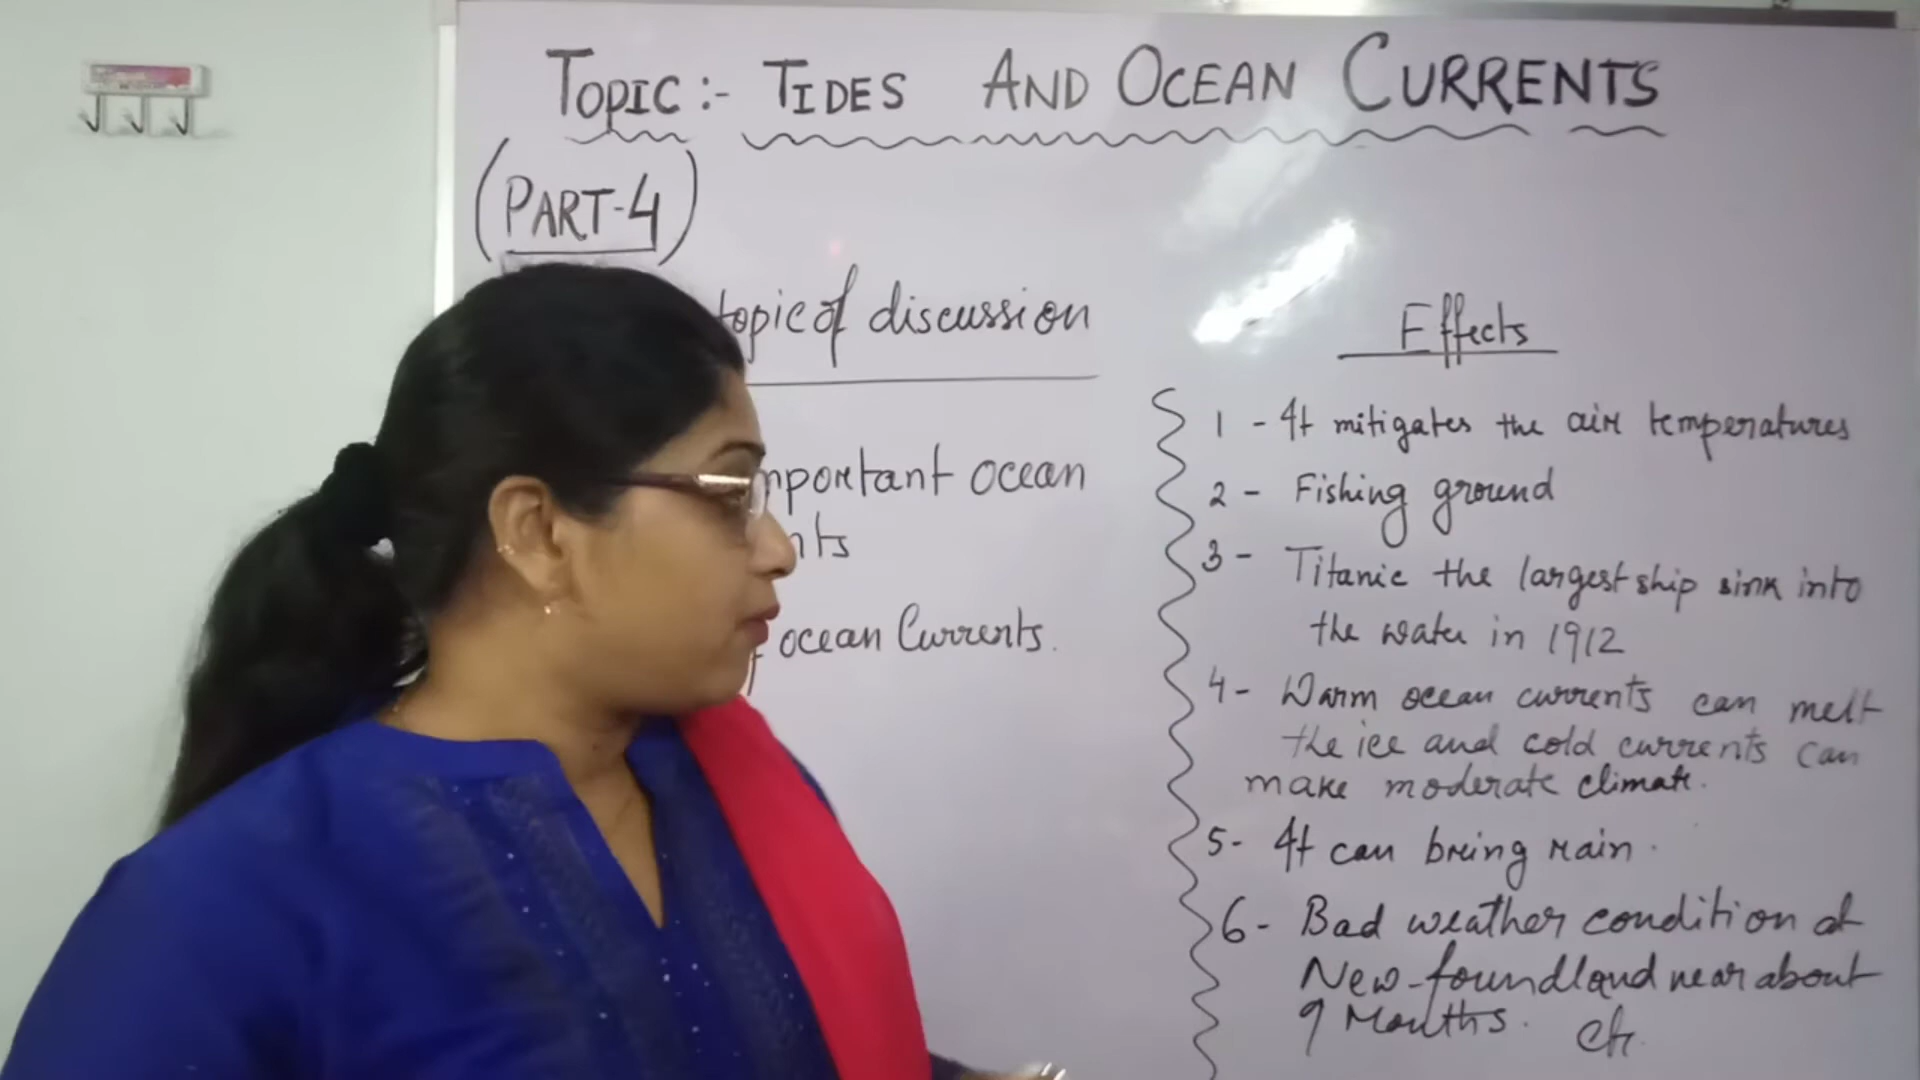 TOPIC :- TIDES AND OCEAN CURRENTS
(PART-4)
topic of discussion
mportant ocean
nts
ocean Currents.
Effects
1 - It mitigates the air temperatures
2 - Fishing ground
3 - Titanic the largest ship sink into
the water in 1912
4 - Warm ocean currents can melt
the ice and cold currents can
make moderate climate.
5 - It can bring rain.
6 - Bad weather condition at
New-foundland near about
9 Months. etc.